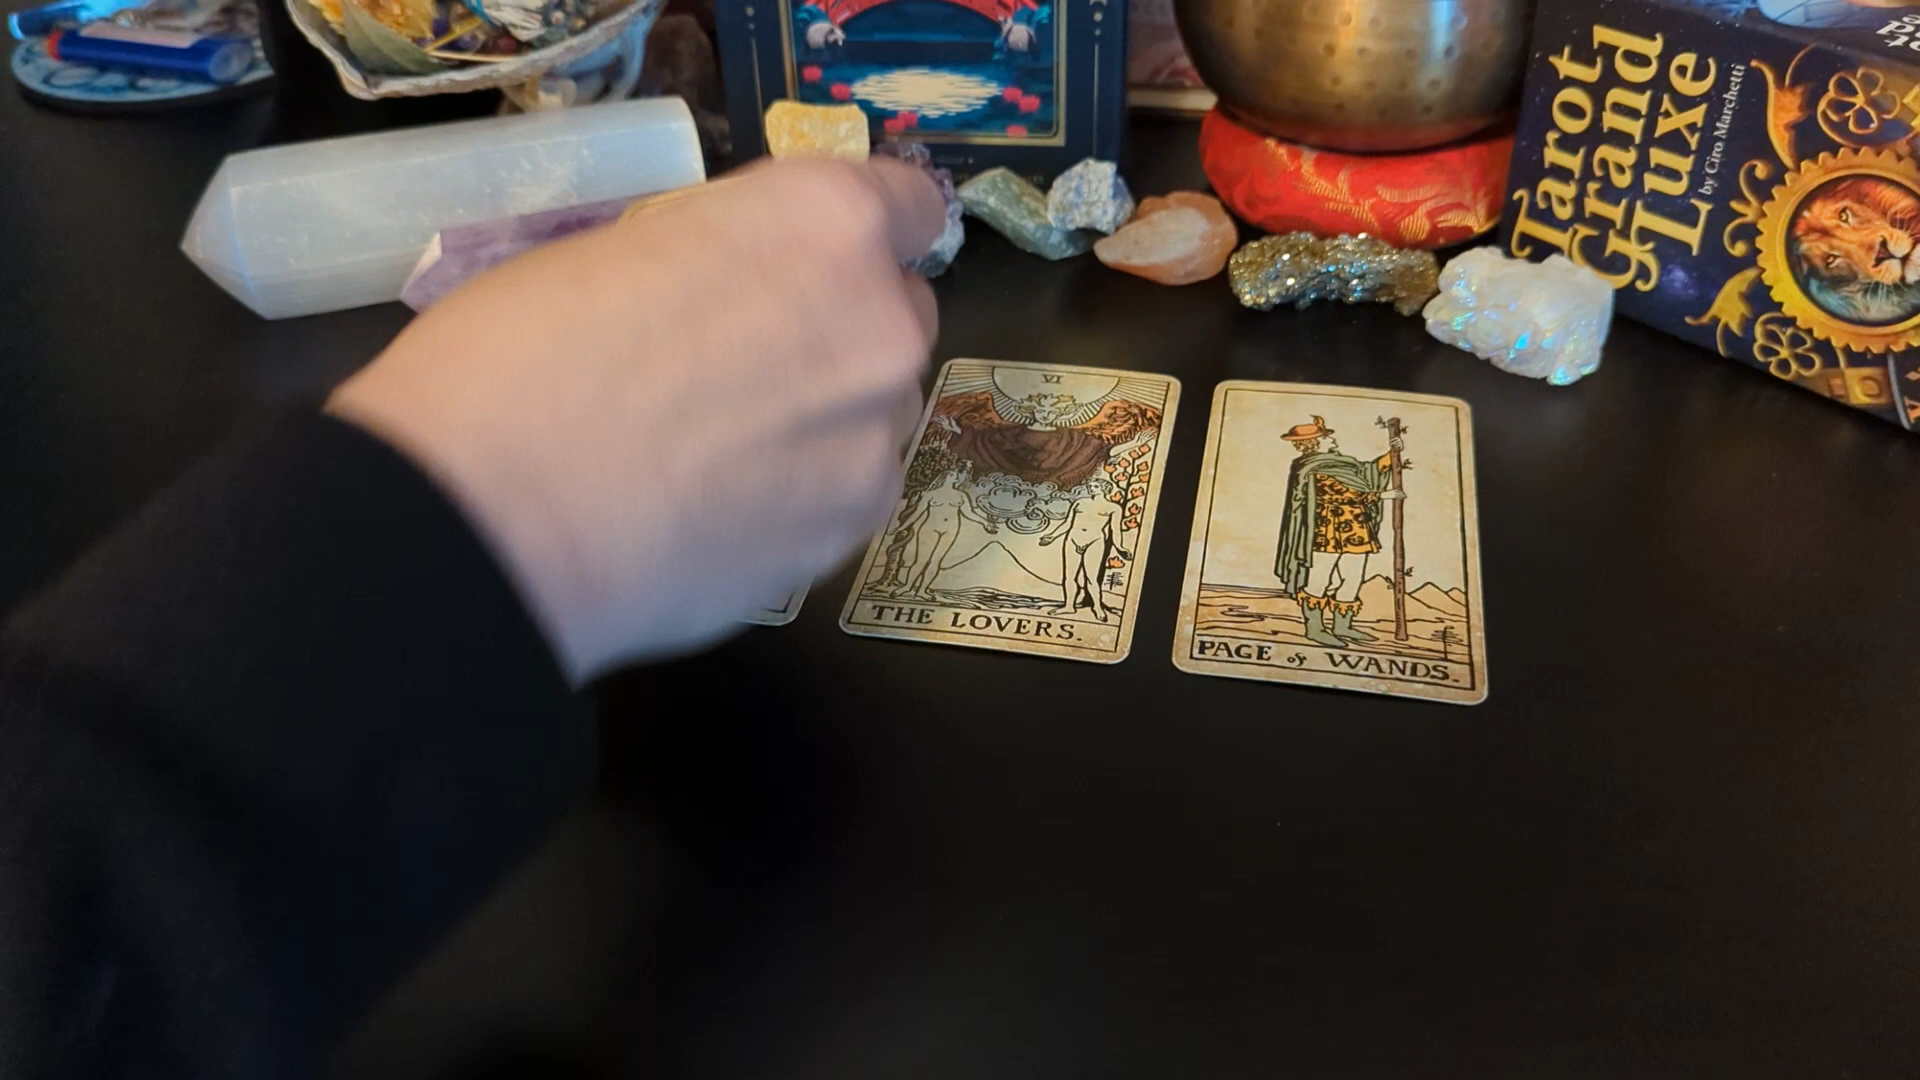 Tarot
Grand
Luxe
by Ciro Marchetti
VI
THE LOVERS.
PAGE of WANDS.